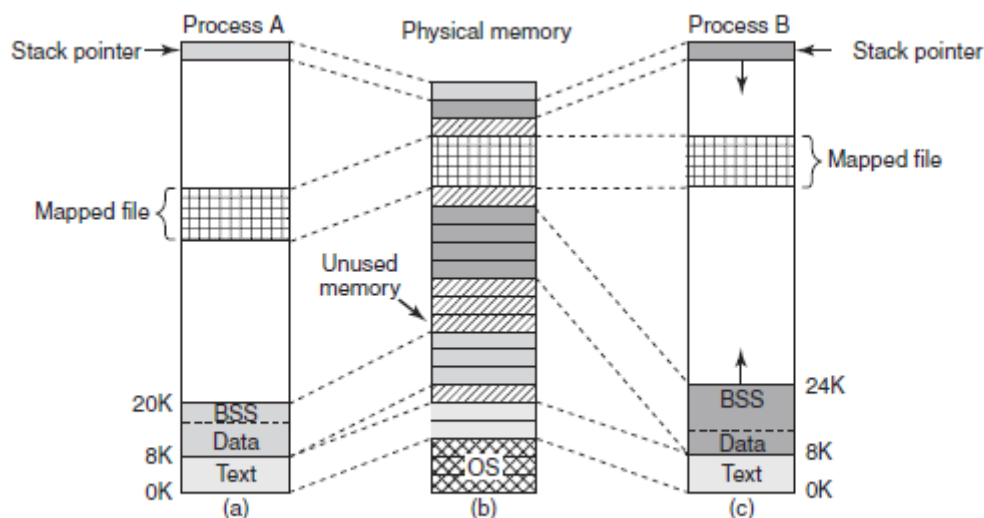 Process A
Physical memory
Process B
Stack pointer
Stack pointer
Mapped file
Mapped file
Unused
memory
20K
BSS
Data
8K
Text
0K
OS
24K
BSS
Data
8K
Text
0K
(a)
(b)
(c)